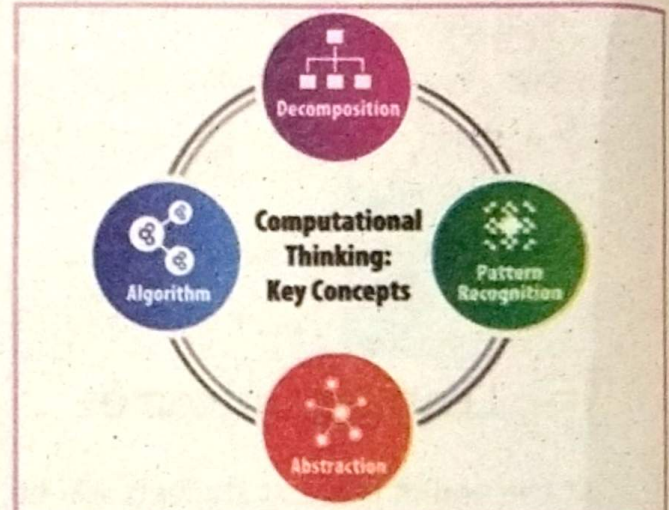 Decomposition
Computational
Thinking:
Key Concepts
Algorithm
Pattern
Recognition
Abstraction